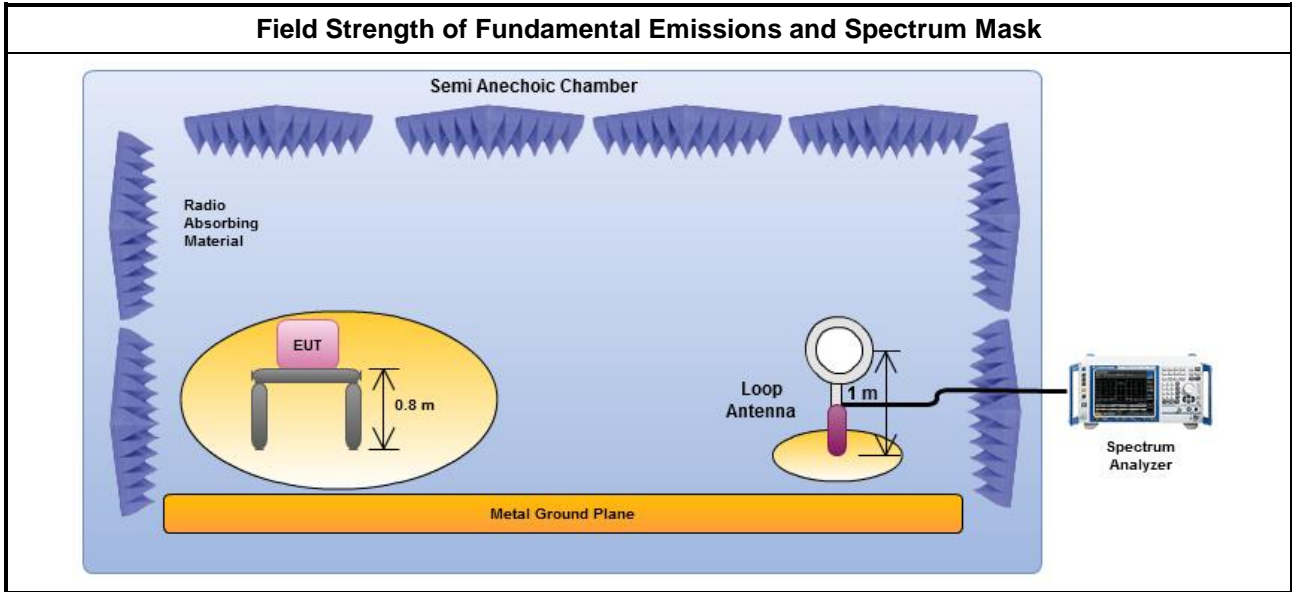 Field Strength of Fundamental Emissions and Spectrum Mask
Semi Anechoic Chamber
Radio
Absorbing
Material
EUT
0.8 m
Loop
Antenna
1 m
Spectrum
Analyzer
Metal Ground Plane